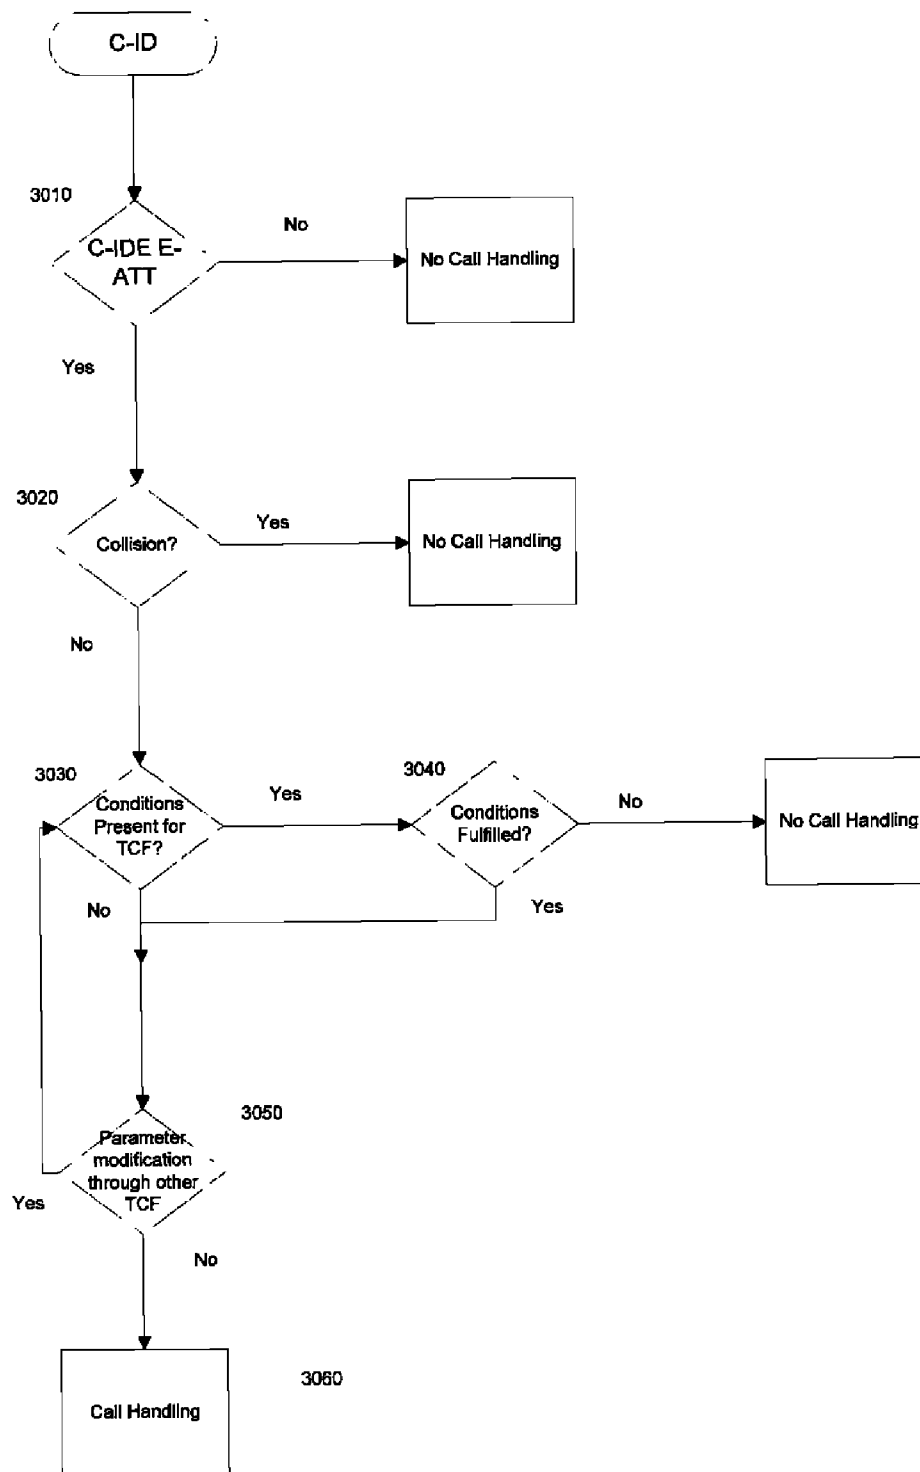 C-ID
3010
No
C-IDE E-
ATT
No Call Handling
Yes
3020
Yes
Collision?
No Call Handling
No
3030
3040
Conditions
Present for
TCF?
Yes
Conditions
Fulfilled?
No
No Call Handling
No
Yes
3050
Parameter
modification
through other
TCF
Yes
No
3060
Call Handling